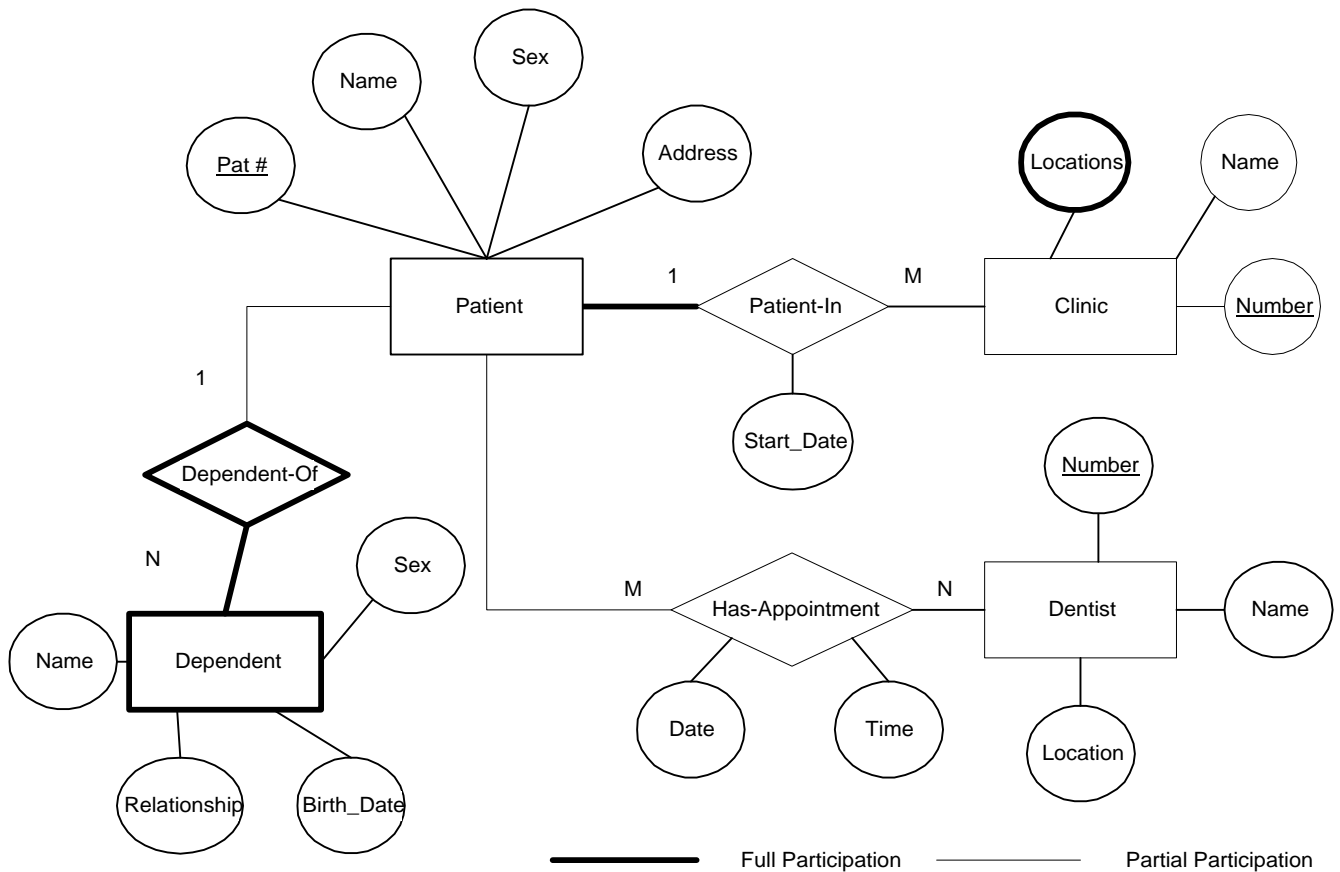 Sex
Name
Address
Locations
Name
Pat #
Patient
1
Patient-In
M
Clinic
Number
1
Start_Date
Number
Dependent-Of
N
Sex
M
Has-Appointment
N
Dentist
Name
Name
Dependent
Date
Time
Location
Relationship
Birth_Date
Full Participation
Partial Participation